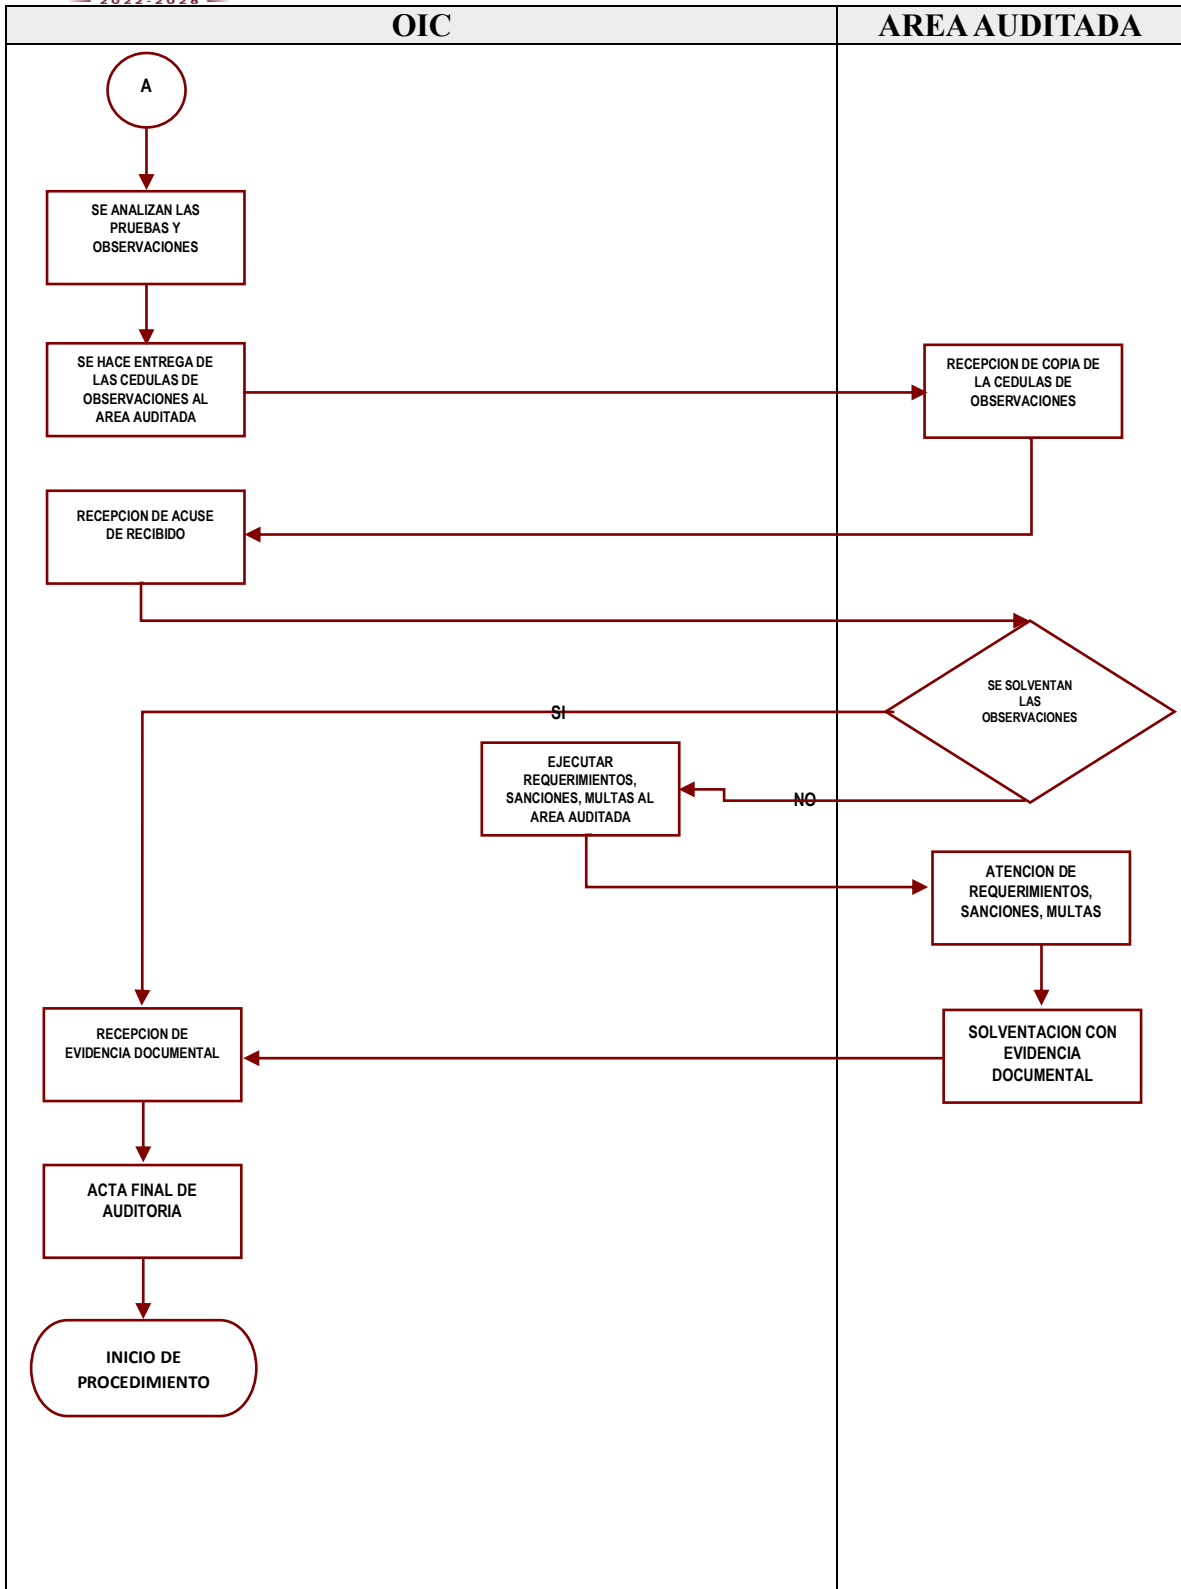 2022-2028
OIC
AREA AUDITADA
A
SE ANALIZAN LAS
PRUEBAS Y
OBSERVACIONES
SE HACE ENTREGA DE
LAS CEDULAS DE
OBSERVACIONES AL
AREA AUDITADA
RECEPCION DE COPIA DE
LA CEDULAS DE
OBSERVACIONES
RECEPCION DE ACUSE
DE RECIBIDO
SE SOLVENTAN
LAS
OBSERVACIONES
SI
EJECUTAR
REQUERIMIENTOS,
SANCIONES, MULTAS AL
AREA AUDITADA
NO
ATENCION DE
REQUERIMIENTOS,
SANCIONES, MULTAS
RECEPCION DE
EVIDENCIA DOCUMENTAL
SOLVENTACION CON
EVIDENCIA
DOCUMENTAL
ACTA FINAL DE
AUDITORIA
INICIO DE
PROCEDIMIENTO